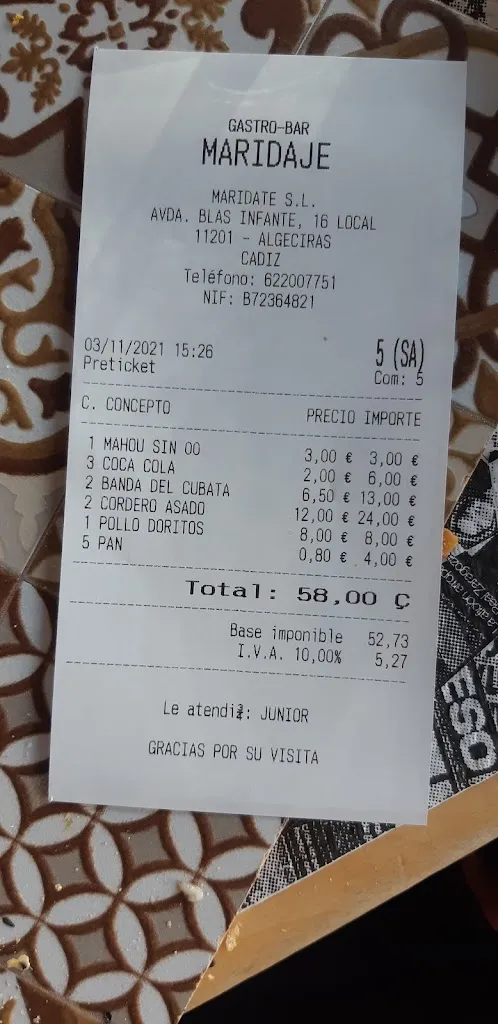 GASTRO-BAR
MARIDAJE
MARIDATE S.L.
AVDA. BLAS INFANTE, 16 LOCAL
11201 - ALGECIRAS
CADIZ
Teléfono: 622007751
NIF: B72364821
03/11/2021 15:26 5 (SA)
Preticket Com: 5
C. CONCEPTO PRECIO IMPORTE
1 MAHOU SIN 00 3,00 € 3,00 €
3 COCA COLA 2,00 € 6,00 €
2 BANDA DEL CUBATA 6,50 € 13,00 €
2 CORDERO ASADO 12,00 € 24,00 €
1 POLLO DORITOS 8,00 € 8,00 €
5 PAN 0,80 € 4,00 €
Total: 58,00 Ç
Base imponible 52,73
I.V.A. 10,00% 5,27
Le atendi¾: JUNIOR
GRACIAS POR SU VISITA
ESO